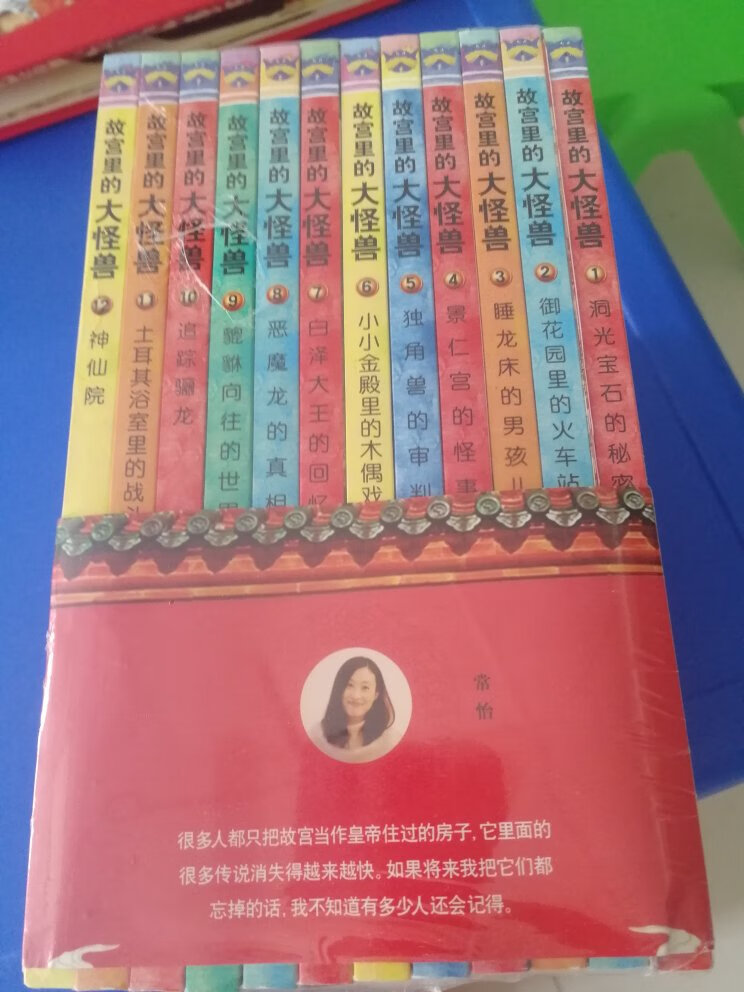 故宫里的大怪兽 12 神仙院
故宫里的大怪兽 11 土耳其浴室里的战斗
故宫里的大怪兽 10 追踪骊龙
故宫里的大怪兽 9 貔貅向往的世界
故宫里的大怪兽 8 恶魔龙的真相
故宫里的大怪兽 7 白泽大王的回忆
故宫里的大怪兽 6 小小金殿里的木偶戏
故宫里的大怪兽 5 独角兽的审判
故宫里的大怪兽 4 景仁宫的怪事
故宫里的大怪兽 3 睡龙床的男孩儿
故宫里的大怪兽 2 御花园里的火车站
故宫里的大怪兽 1 洞光宝石的秘密
常怡
很多人都只把故宫当作皇帝住过的房子,它里面的
很多传说消失得越来越快。如果将来我把它们都
忘掉的话,我不知道有多少人还会记得。